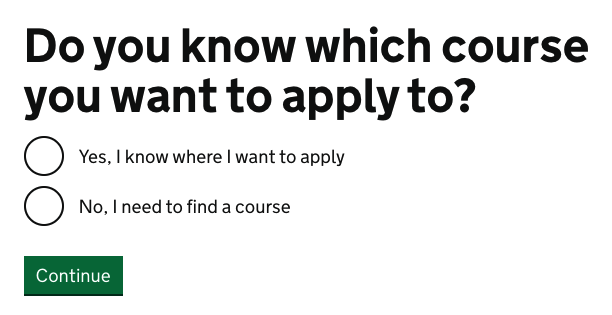 Do you know which course
you want to apply to?
Yes, I know where I want to apply
No, I need to find a course
Continue